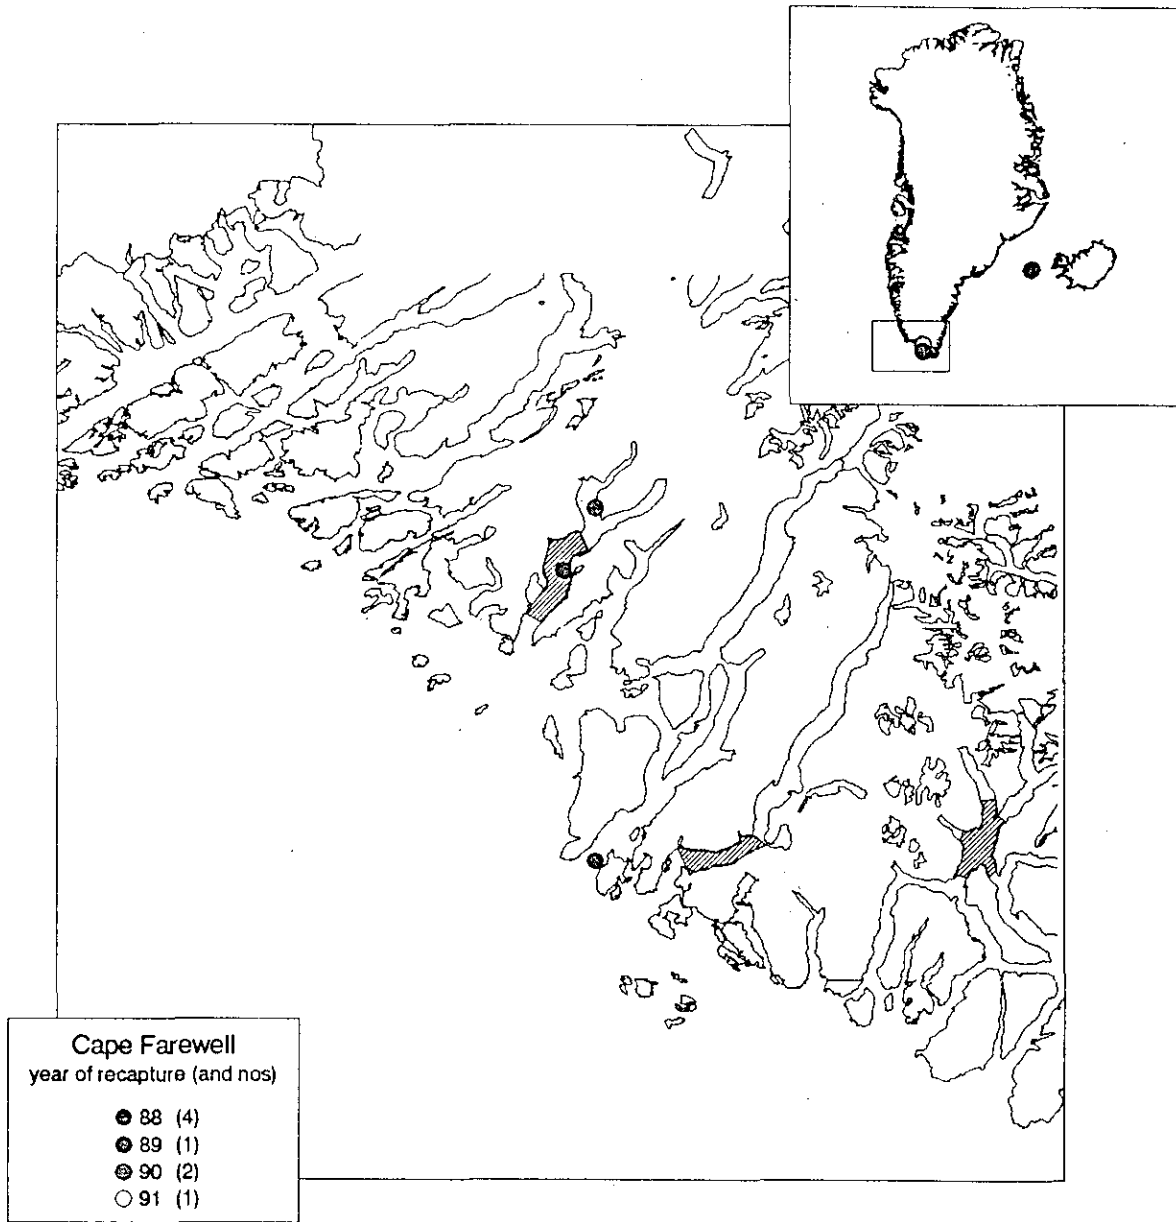 Cape Farewell
year of recapture (and nos)
88 (4)
89 (1)
90 (2)
91 (1)